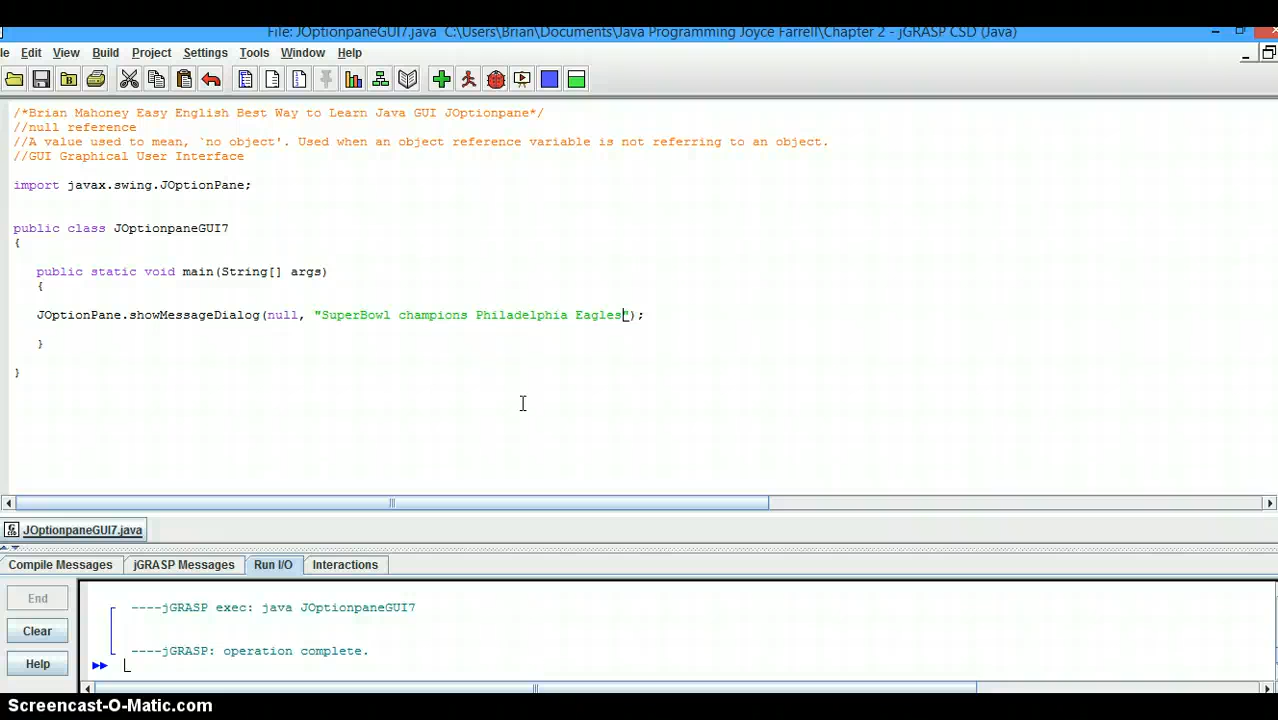 File: JOptionpaneGUI7.java C:\Users\Brian\Documents\Java Programming Joyce Farrell\Chapter 2 - jGRASP CSD (Java)
le Edit View Build Project Settings Tools Window Help
/*Brian Mahoney Easy English Best Way to Learn Java GUI JOptionpane*/
//null reference
//A value used to mean, `no object'. Used when an object reference variable is not referring to an object.
//GUI Graphical User Interface
import javax.swing.JOptionPane;
public class JOptionpaneGUI7
{
public static void main(String[] args)
{
JOptionPane.showMessageDialog(null, "SuperBowl champions Philadelphia Eagles");
}
}
JOptionpaneGUI7.java
Compile Messages jGRASP Messages Run I/O Interactions
End
Clear
Help
----jGRASP exec: java JOptionpaneGUI7
----jGRASP: operation complete.
Screencast-O-Matic.com